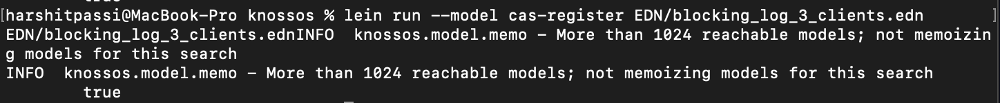 true
[harshitpassi@MacBook-Pro knossos % lein run --model cas-register EDN/blocking_log_3_clients.edn ]
EDN/blocking_log_3_clients.ednINFO  knossos.model.memo - More than 1024 reachable models; not memoizin
g models for this search
INFO  knossos.model.memo - More than 1024 reachable models; not memoizing models for this search
        true